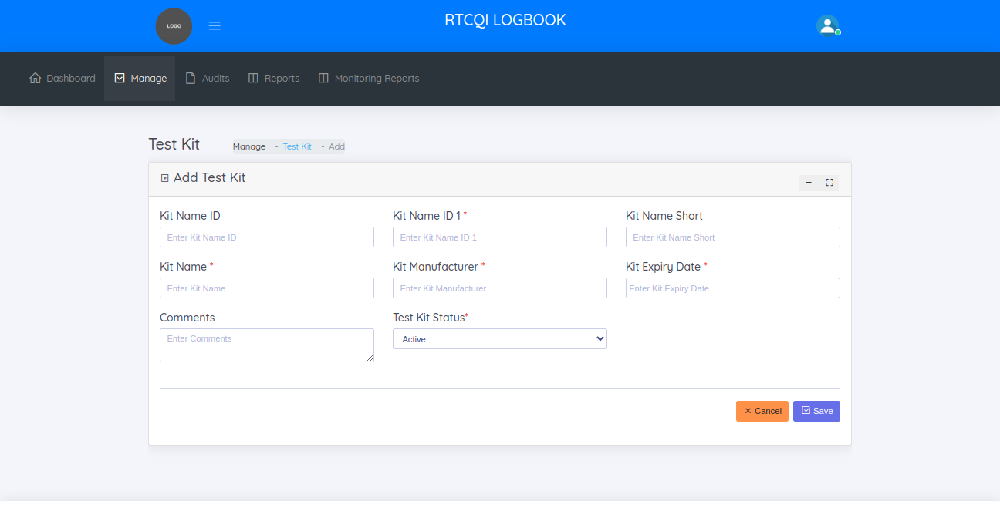 LOGO
RTCQI LOGBOOK
Dashboard Manage Audits Reports Monitoring Reports
Test Kit Manage - Test Kit - Add
Add Test Kit
Kit Name ID Kit Name ID 1 * Kit Name Short
Enter Kit Name ID Enter Kit Name ID 1 Enter Kit Name Short
Kit Name * Kit Manufacturer * Kit Expiry Date *
Enter Kit Name Enter Kit Manufacturer Enter Kit Expiry Date
Comments Test Kit Status*
Enter Comments Active
Cancel Save